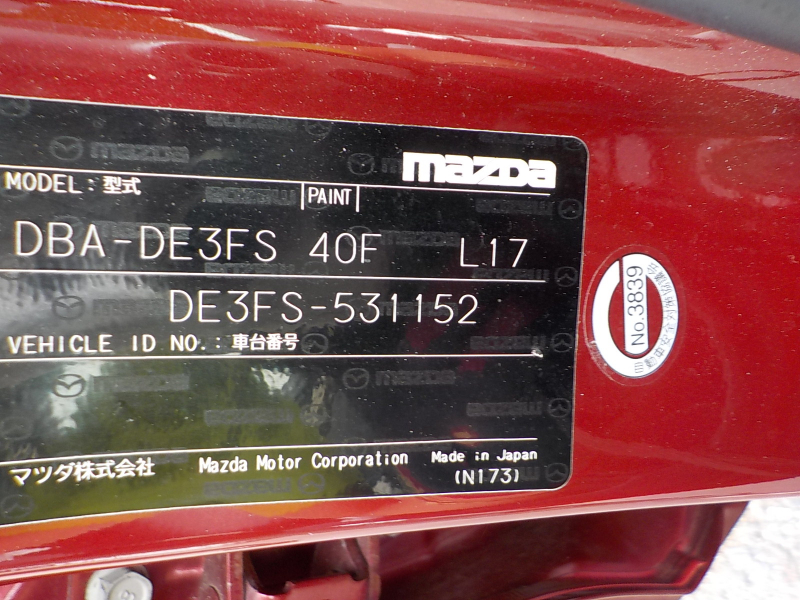 mazda
MODEL: 型式 PAINT
DBA-DE3FS 40F L17
DE3FS-531152
VEHICLE ID NO.: 車台番号
マツダ株式会社 Mazda Motor Corporation Made in Japan
(N173)
No.3839